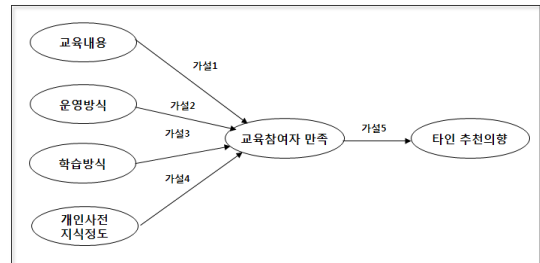 교육내용
가설1
운영방식
가설2
가설3
교육참여자 만족
가설5
타인 추천의향
학습방식
가설4
개인사전
지식정도